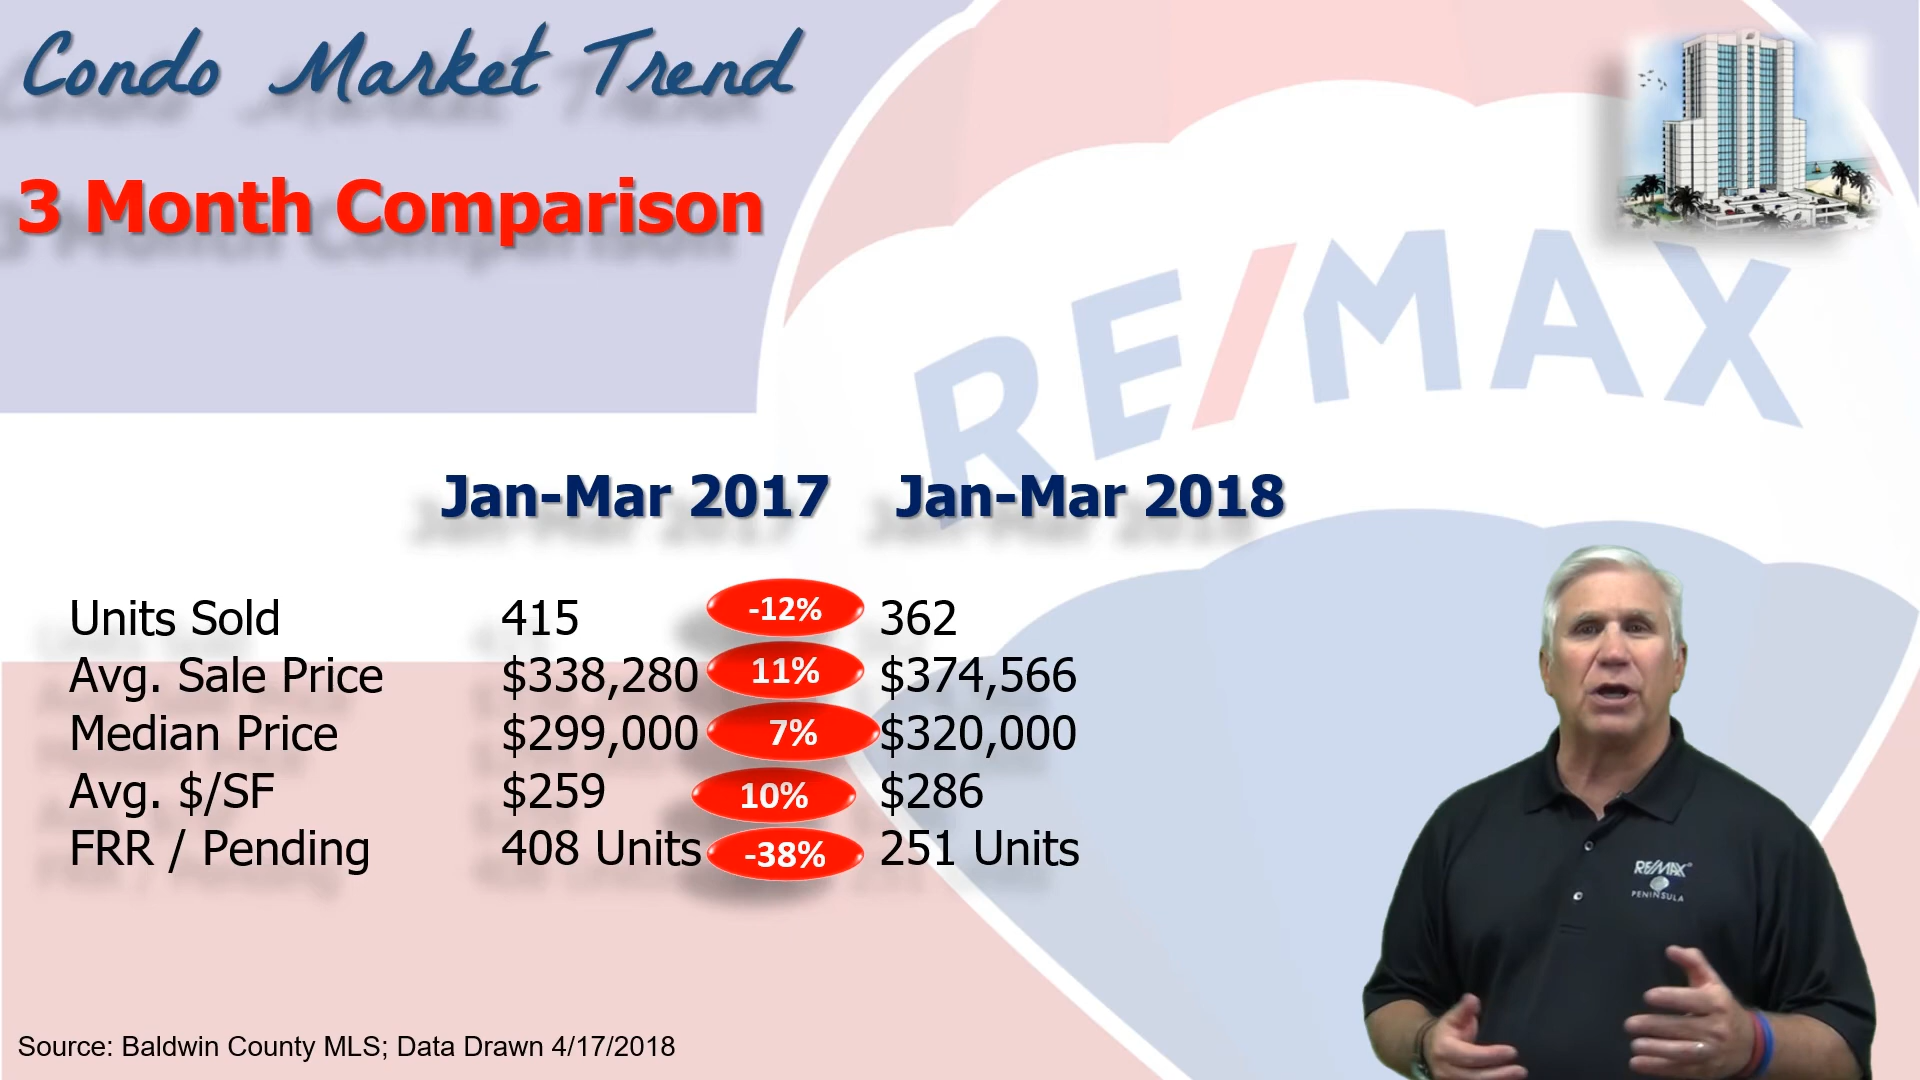 Condo Market Trend
3 Month Comparison
RE/MAX
Jan-Mar 2017 Jan-Mar 2018
Units Sold 415 -12% 362
Avg. Sale Price $338,280 11% $374,566
Median Price $299,000 7% $320,000
Avg. $/SF $259 10% $286
FRR / Pending 408 Units -38% 251 Units
RE/MAX
PENINSULA
Source: Baldwin County MLS; Data Drawn 4/17/2018